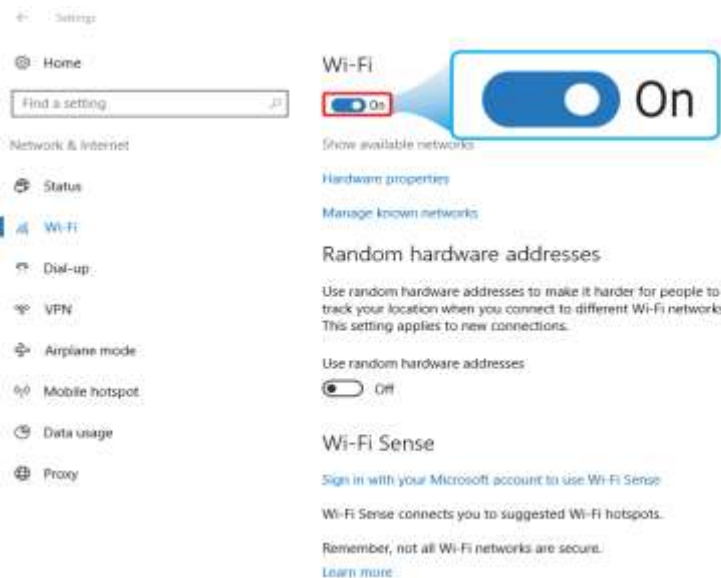 Settings
Home
Find a setting
Network & Internet
Status
Wi-Fi
Dial-up
VPN
Airplane mode
Mobile hotspot
Data usage
Proxy
Wi-Fi
On
On
Show available networks
Hardware properties
Manage known networks
Random hardware addresses
Use random hardware addresses to make it harder for people to
track your location when you connect to different Wi-Fi networks
This setting applies to new connections.
Use random hardware addresses
Off
Wi-Fi Sense
Sign in with your Microsoft account to use Wi-Fi Sense
Wi-Fi Sense connects you to suggested Wi-Fi hotspots.
Remember, not all Wi-Fi networks are secure.
Learn more